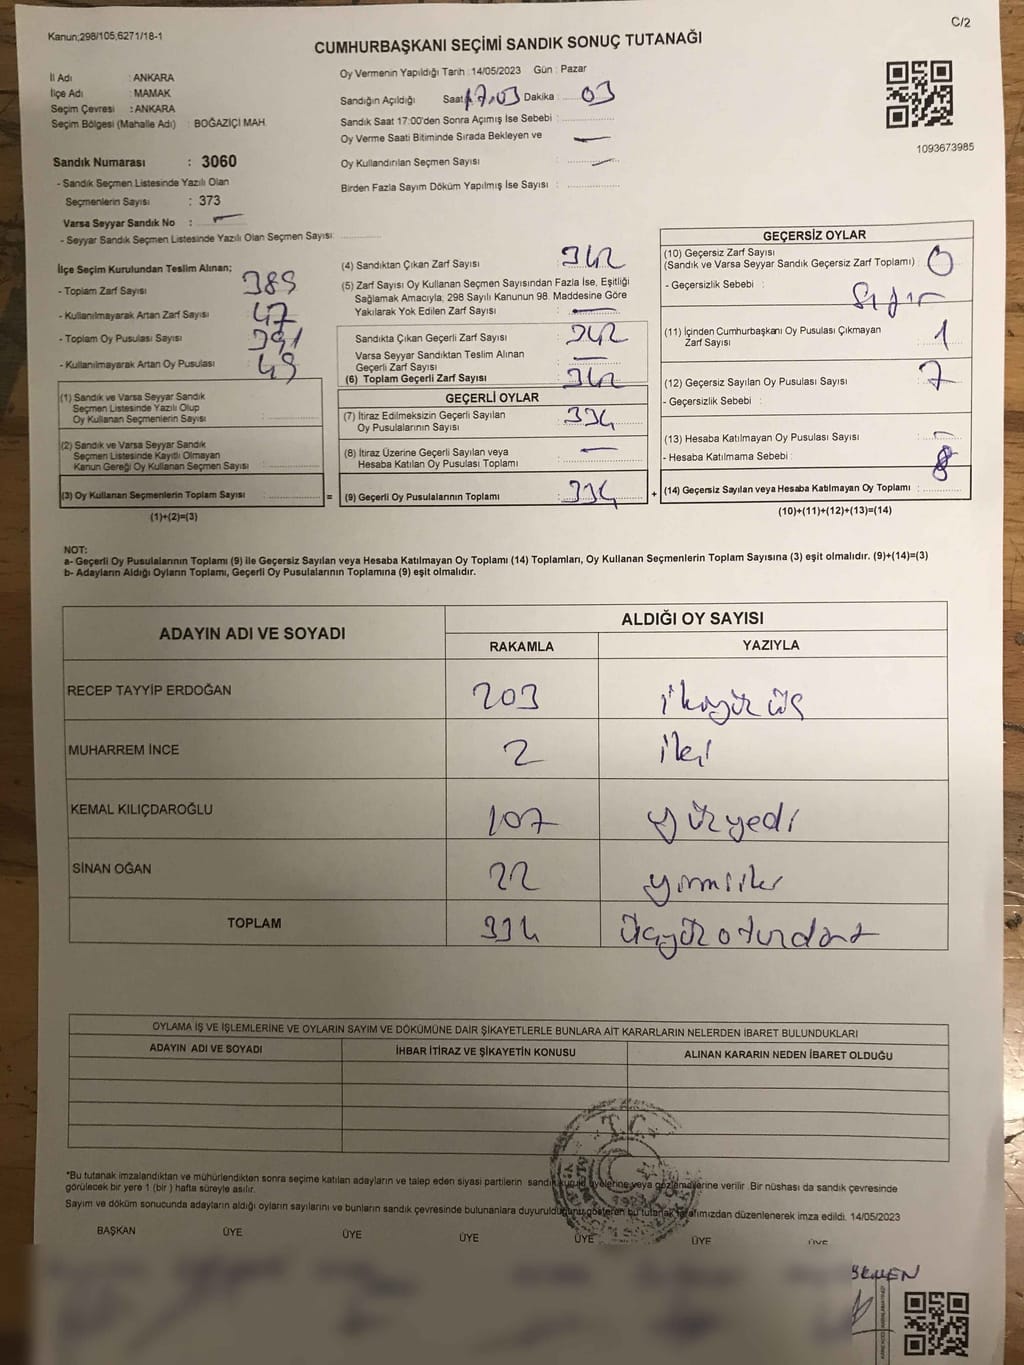 Kanun;298/105,6271/18-1
C/2
CUMHURBAŞKANI SEÇİMİ SANDIK SONUÇ TUTANAĞI
İl Adı : ANKARA
İlçe Adı : MAMAK
Seçim Çevresi : ANKARA
Seçim Bölgesi (Mahalle Adı) : BOĞAZİÇİ MAH.
Sandık Numarası : 3060
- Sandık Seçmen Listesinde Yazılı Olan
Seçmenlerin Sayısı : 373
Varsa Seyyar Sandık No : -
- Seyyar Sandık Seçmen Listesinde Yazılı Olan Seçmen Sayısı:
Oy Vermenin Yapıldığı Tarih : 14/05/2023 Gün : Pazar
Sandığın Açıldığı Saat 17.03 Dakika 03
Sandık Saat 17:00'den Sonra Açımış İse Sebebi :
Oy Verme Saati Bitiminde Sırada Bekleyen ve -
Oy Kullandırılan Seçmen Sayısı : -
Birden Fazla Sayım Döküm Yapılmış İse Sayısı :
1093673985
İlçe Seçim Kurulundan Teslim Alınan;
- Toplam Zarf Sayısı : 389
- Kullanılmayarak Artan Zarf Sayısı : 47
- Toplam Oy Pusulası Sayısı : 391
- Kullanılmayarak Artan Oy Pusulası : 49
(1) Sandık ve Varsa Seyyar Sandık
Seçmen Listesinde Yazılı Olup
Oy Kullanan Seçmenlerin Sayısı :
(2) Sandık ve Varsa Seyyar Sandık
Seçmen Listesinde Kayıtlı Olmayan
Kanun Gereği Oy Kullanan Seçmen Sayısı :
(3) Oy Kullanan Seçmenlerin Toplam Sayısı : =
(1)+(2)=(3)
(4) Sandıktan Çıkan Zarf Sayısı : 342
(5) Zarf Sayısı Oy Kullanan Seçmen Sayısından Fazla İse, Eşitliği
Sağlamak Amacıyla, 298 Sayılı Kanunun 98. Maddesine Göre
Yakılarak Yok Edilen Zarf Sayısı : -
Sandıkta Çıkan Geçerli Zarf Sayısı : 342
Varsa Seyyar Sandıktan Teslim Alınan
Geçerli Zarf Sayısı : -
(6) Toplam Geçerli Zarf Sayısı : 342
GEÇERLİ OYLAR
(7) İtiraz Edilmeksizin Geçerli Sayılan
Oy Pusulalarının Sayısı : 334
(8) İtiraz Üzerine Geçerli Sayılan veya
Hesaba Katılan Oy Pusulası Toplamı : -
(9) Geçerli Oy Pusulalarının Toplamı : 334 +
GEÇERSİZ OYLAR
(10) Geçersiz Zarf Sayısı
(Sandık ve Varsa Seyyar Sandık Geçersiz Zarf Toplamı) : 0
- Geçersizlik Sebebi : Sıfır
(11) İçinden Cumhurbaşkanı Oy Pusulası Çıkmayan
Zarf Sayısı : 1
(12) Geçersiz Sayılan Oy Pusulası Sayısı : 7
- Geçersizlik Sebebi :
(13) Hesaba Katılmayan Oy Pusulası Sayısı : -
- Hesaba Katılmama Sebebi :
(14) Geçersiz Sayılan veya Hesaba Katılmayan Oy Toplamı : 8
(10)+(11)+(12)+(13)=(14)
NOT:
a- Geçerli Oy Pusulalarının Toplamı (9) ile Geçersiz Sayılan veya Hesaba Katılmayan Oy Toplamı (14) Toplamları, Oy Kullanan Seçmenlerin Toplam Sayısına (3) eşit olmalıdır. (9)+(14)=(3)
b- Adayların Aldığı Oyların Toplamı, Geçerli Oy Pusulalarının Toplamına (9) eşit olmalıdır.
ADAYIN ADI VE SOYADI
ALDIĞI OY SAYISI
RAKAMLA YAZIYLA
RECEP TAYYİP ERDOĞAN 203 ikiyüz üç
MUHARREM İNCE 2 iki
KEMAL KILIÇDAROĞLU 107 yüzyedi
SİNAN OĞAN 22 yirmiiki
TOPLAM 334 üçyüzotuzdört
OYLAMA İŞ VE İŞLEMLERİNE VE OYLARIN SAYIM VE DÖKÜMÜNE DAİR ŞİKAYETLERLE BUNLARA AİT KARARLARIN NELERDEN İBARET BULUNDUKLARI
ADAYIN ADI VE SOYADI İHBAR İTİRAZ VE ŞİKAYETİN KONUSU ALINAN KARARIN NEDEN İBARET OLDUĞU
T.C.
*Bu tutanak imzalandıktan ve mühürlendikten sonra seçime katılan adayların ve talep eden siyasi partilerin sandık kurulu üyelerine veya gözlemcilerine verilir. Bir nüshası da sandık çevresinde
görülecek bir yere 1 (bir ) hafta süreyle asılır.
Sayım ve döküm sonucunda adayların aldığı oyların sayılarını ve bunların sandık çevresinde bulunanlara duyurulduğunu gösteren bu tutanak tarafımızdan düzenlenerek imza edildi. 14/05/2023
BAŞKAN ÜYE ÜYE ÜYE ÜYE ÜYE ÜYE